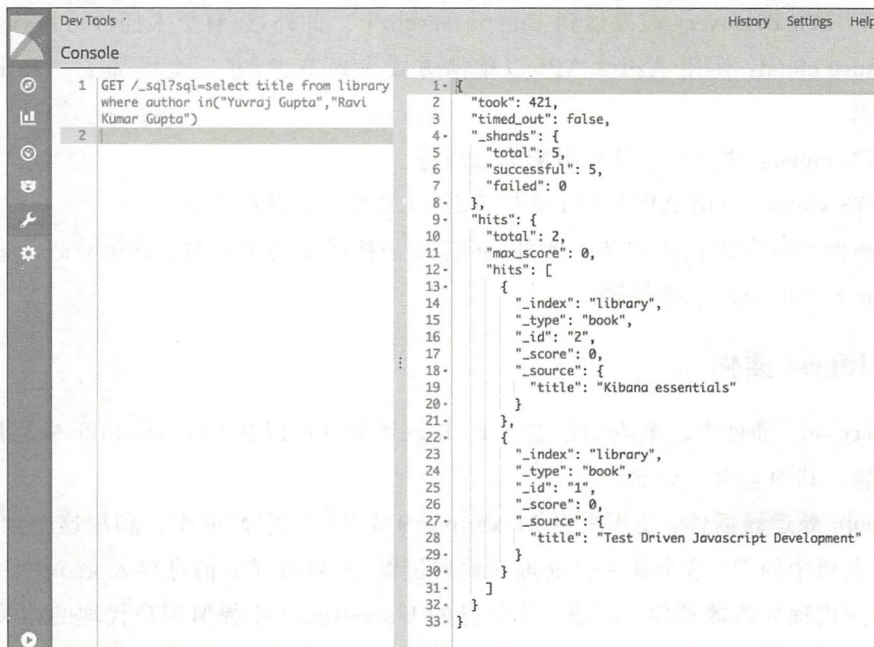 Dev Tools
History Settings Help
Console
1 GET /_sql?sql=select title from library
where author in("Yuvraj Gupta","Ravi
Kumar Gupta")
2
1 {
2 "took": 421,
3 "timed_out": false,
4 "_shards": {
5 "total": 5,
6 "successful": 5,
7 "failed": 0
8 },
9 "hits": {
10 "total": 2,
11 "max_score": 0,
12 "hits": [
13 {
14 "_index": "library",
15 "_type": "book",
16 "_id": "2",
17 "_score": 0,
18 "_source": {
19 "title": "Kibana essentials"
20 }
21 },
22 {
23 "_index": "library",
24 "_type": "book",
25 "_id": "1",
26 "_score": 0,
27 "_source": {
28 "title": "Test Driven Javascript Development"
29 }
30 }
31 ]
32 }
33 }